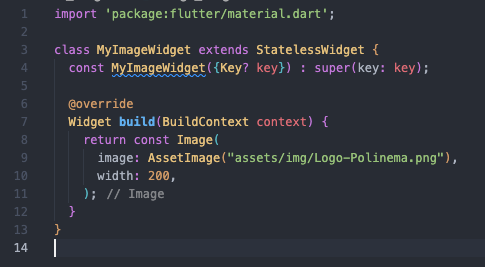 1 import 'package:flutter/material.dart';
2
3 class MyImageWidget extends StatelessWidget {
4 const MyImageWidget({Key? key}) : super(key: key);
5
6 @override
7 Widget build(BuildContext context) {
8 return const Image(
9 image: AssetImage("assets/img/Logo-Polinema.png"),
10 width: 200,
11 ); // Image
12 }
13 }
14